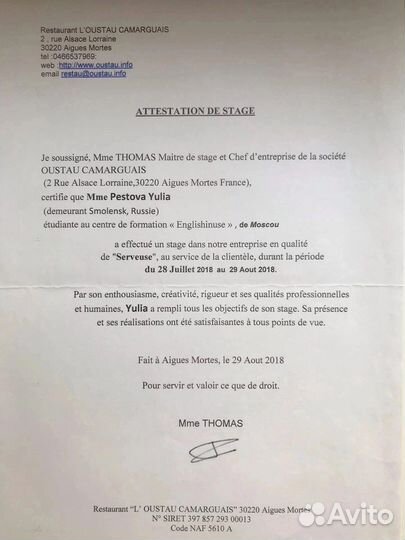 Restaurant L'OUSTAU CAMARGUAIS
2 , rue Alsace Lorraine
30220 Aigues Mortes
tel :0466537969:
web :http://www.oustau.info
email restau@oustau.info
ATTESTATION DE STAGE
Je soussigné, Mme THOMAS Maitre de stage et Chef d'entreprise de la société
OUSTAU CAMARGUAIS
(2 Rue Alsace Lorraine,30220 Aigues Mortes France),
certifie que Mme Pestova Yulia
(demeurant Smolensk, Russie)
étudiante au centre de formation « Englishinuse » , de Moscou
a effectué un stage dans notre entreprise en qualité
de "Serveuse", au service de la clientèle, durant la période
du 28 Juillet 2018 au 29 Aout 2018.
Par son enthousiasme, créativité, rigueur et ses qualités professionnelles
et humaines, Yulia a rempli tous les objectifs de son stage. Sa présence
et ses réalisations ont été satisfaisantes à tous points de vue.
Fait à Aigues Mortes, le 29 Aout 2018
Pour servir et valoir ce que de droit.
Mme THOMAS
Restaurant "L' OUSTAU CAMARGUAIS" 30220 Aigues Mortes
N° SIRET 397 857 293 00013
Code NAF 5610 A
Avito